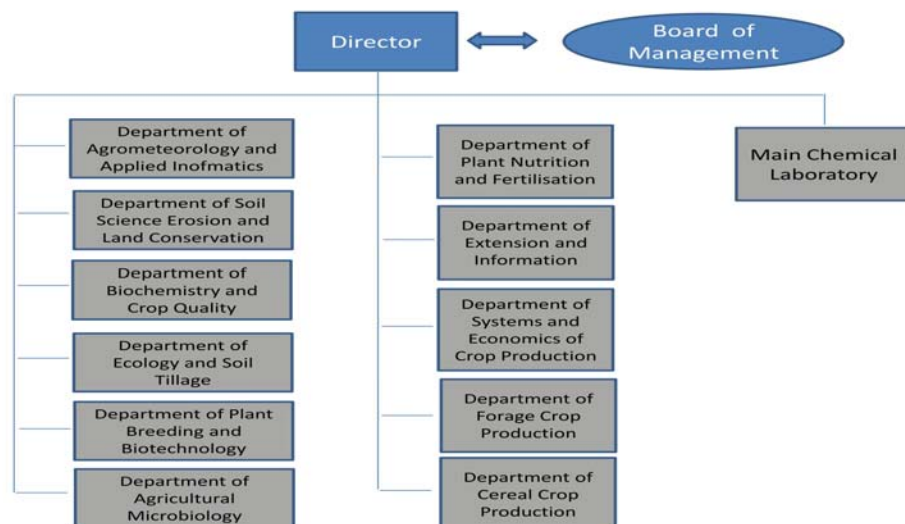 Director
Board of
Management
Department of
Agrometeorology and
Applied Inofmatics
Department of Soil
Science Erosion and
Land Conservation
Department of
Biochemistry and
Crop Quality
Department of
Ecology and Soil
Tillage
Department of Plant
Breeding and
Biotechnology
Department of
Agricultural
Microbiology
Department of
Plant Nutrition
and Fertilisation
Department of
Extension and
Information
Department of
Systems and
Economics of
Crop Production
Department of
Forage Crop
Production
Department of
Cereal Crop
Production
Main Chemical
Laboratory